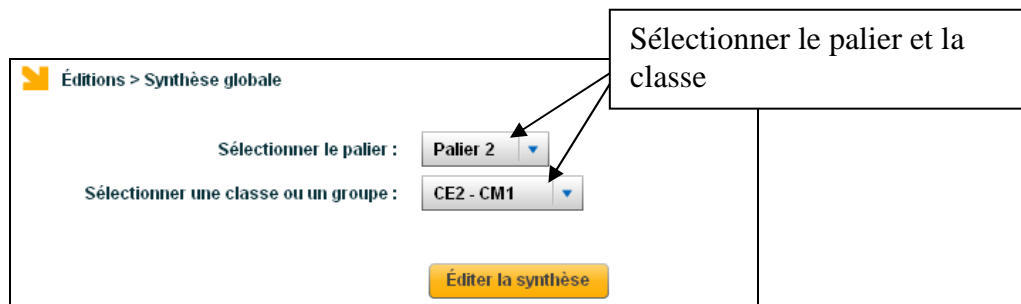 Sélectionner le palier et la
classe
Éditions > Synthèse globale
Sélectionner le palier : Palier 2
Sélectionner une classe ou un groupe : CE2 - CM1
Éditer la synthèse